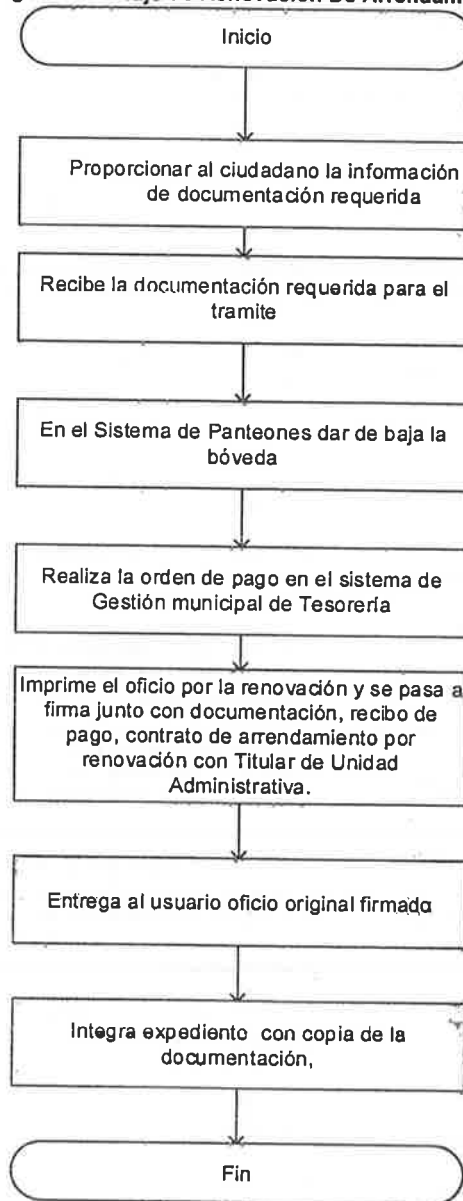 Renovación De
Inicio
Proporcionar al ciudadano la información
de documentación requerida
Recibe la documentación requerida para el
tramite
En el Sistema de Panteones dar de baja la
bóveda
Realiza la orden de pago en el sistema de
Gestión municipal de Tesorería
Imprime el oficio por la renovación y se pasa a
firma junto con documentación, recibo de
pago, contrato de arrendamiento por
renovación con Titular de Unidad
Administrativa.
Entrega al usuario oficio original firmado
Integra expediento con copia de la
documentación,
Fin